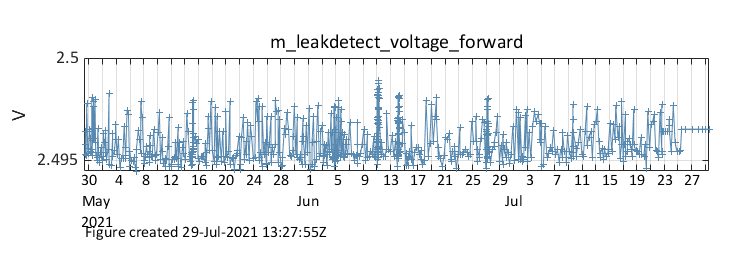 m_leakdetect_voltage_forward
2.5
V
2.495
30 4 8 12 16 20 24 28 1 5 9 13 17 21 25 29 3 7 11 15 19 23 27
May Jun Jul
2021
Figure created 29-Jul-2021 13:27:55Z